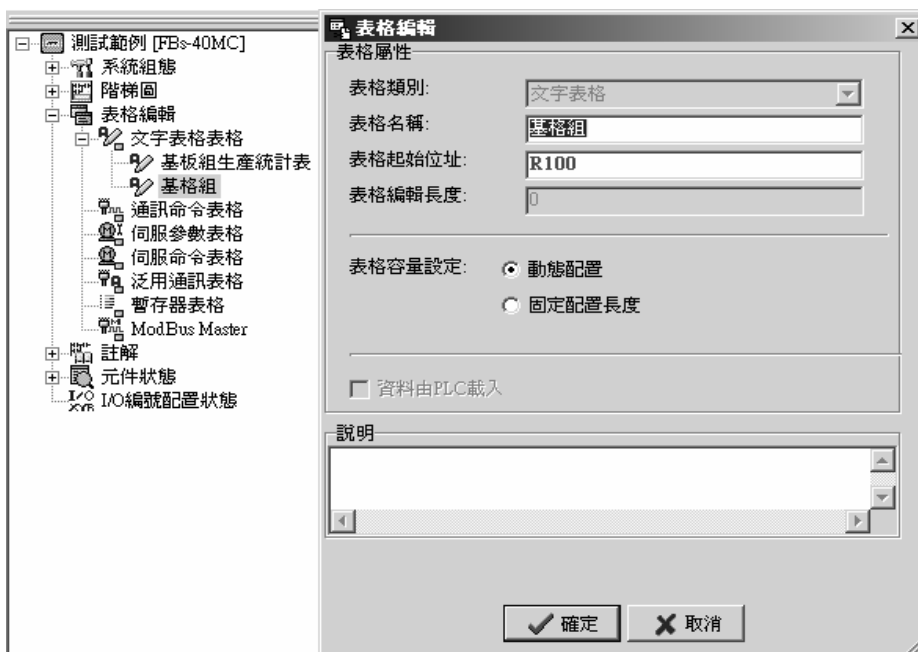 測試範例 [FBs-40MC]
系統組態
階梯圖
表格編輯
文字表格表格
基板組生產統計表
基格組
通訊命令表格
伺服參數表格
伺服命令表格
泛用通訊表格
暫存器表格
ModBus Master
註解
元件狀態
I/O編號配置狀態
表格編輯
表格屬性
表格類別: 文字表格
表格名稱: 基格組
表格起始位址: R100
表格編輯長度: 0
表格容量設定: 動態配置
固定配置長度
資料由PLC載入
說明
確定 取消